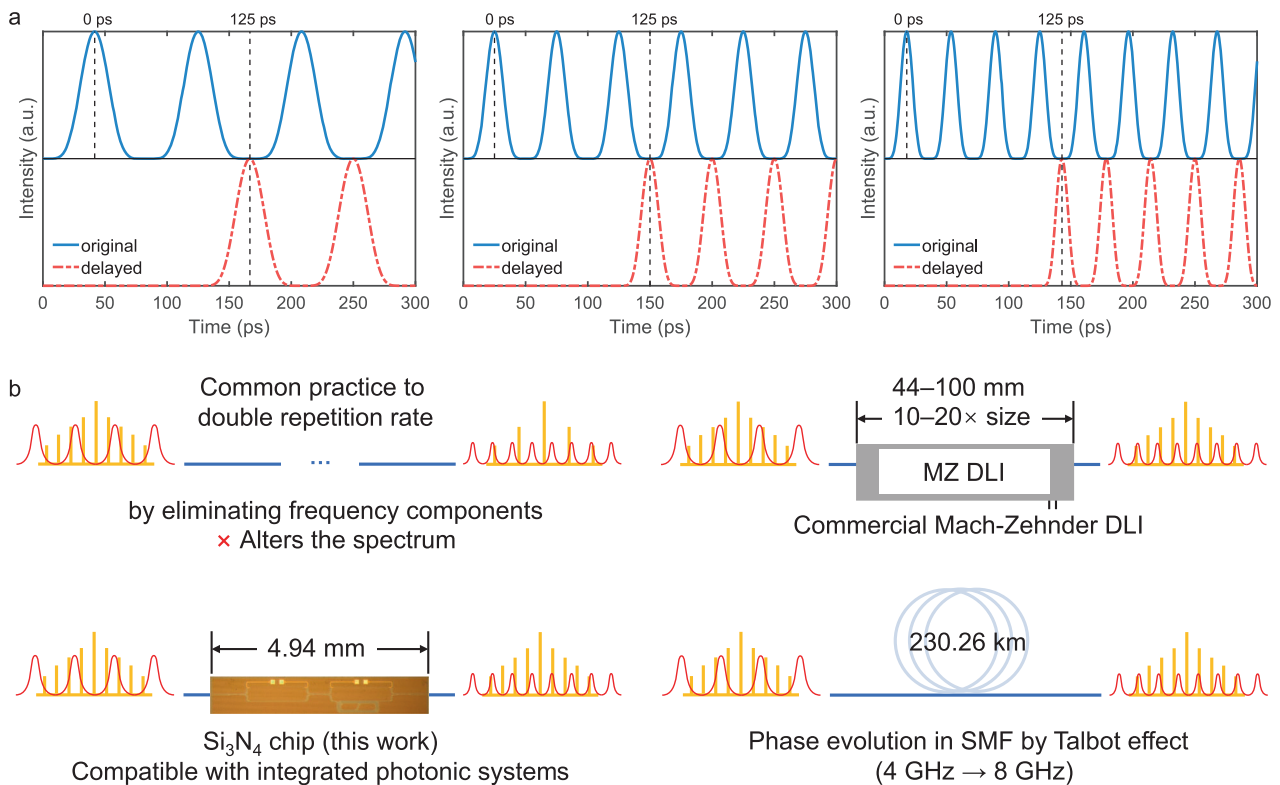 a
0 ps 125 ps
Intensity (a.u.)
original
delayed
0 50 100 150 200 250 300
Time (ps)
0 ps 125 ps
Intensity (a.u.)
original
delayed
0 50 100 150 200 250 300
Time (ps)
0 ps 125 ps
Intensity (a.u.)
original
delayed
0 50 100 150 200 250 300
Time (ps)
b
Common practice to
double repetition rate
...
by eliminating frequency components
× Alters the spectrum
44–100 mm
10–20× size
MZ DLI
Commercial Mach-Zehnder DLI
4.94 mm
Si₃N₄ chip (this work)
Compatible with integrated photonic systems
230.26 km
Phase evolution in SMF by Talbot effect
(4 GHz → 8 GHz)